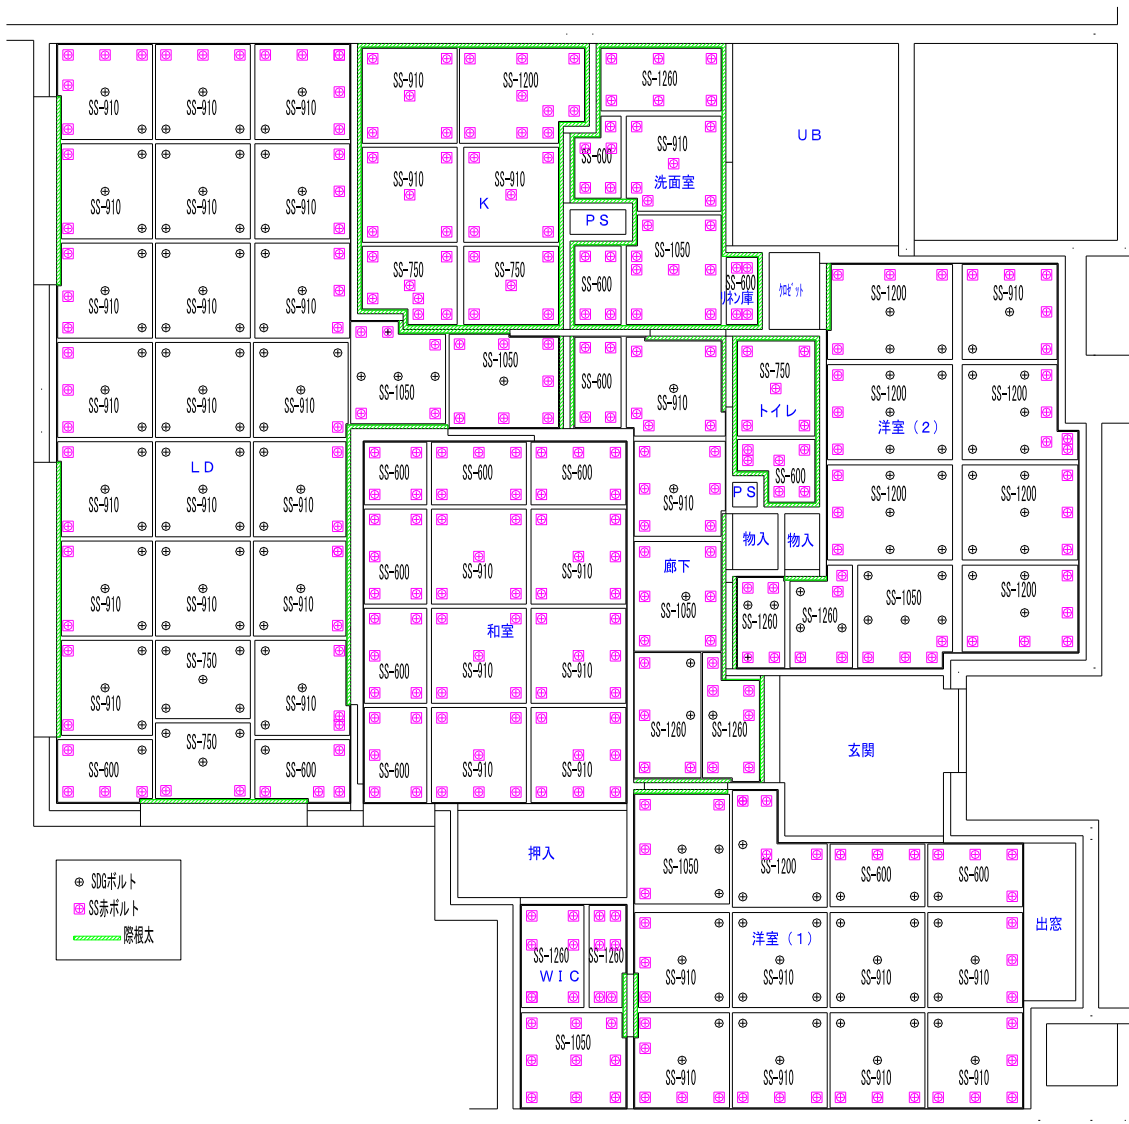 SS-910 SS-910 SS-910 SS-910 SS-1200 SS-1260
SS-600 SS-910 UB
SS-910 SS-910 SS-910 SS-910 SS-910 洗面室
K
PS
SS-1050
SS-910 SS-910 SS-910 SS-750 SS-750 SS-600 SS-600
リネン庫 クロゼット SS-1200 SS-910
SS-910 SS-910 SS-910 SS-1050 SS-1050 SS-600 SS-910 SS-750 SS-1200 SS-1200
トイレ 洋室(2)
LD
SS-600 SS-600 SS-600 SS-600
SS-910 SS-910 SS-910 SS-910 PS SS-1200 SS-1200
物入 物入
SS-910 SS-910 SS-910 SS-600 SS-910 SS-910 廊下
SS-1050 SS-1260 SS-1260 SS-1050 SS-1200
和室
SS-750
SS-910 SS-910 SS-600 SS-910 SS-910
SS-1260 SS-1260
SS-750 玄関
SS-600 SS-600 SS-600 SS-910 SS-910
押入 SS-1050 SS-1200 SS-600 SS-600
SDGボルト
SS赤ボルト
際根太
出窓
洋室(1)
SS-1260 SS-1260
WIC
SS-910 SS-910 SS-910 SS-910
SS-1050
SS-910 SS-910 SS-910 SS-910